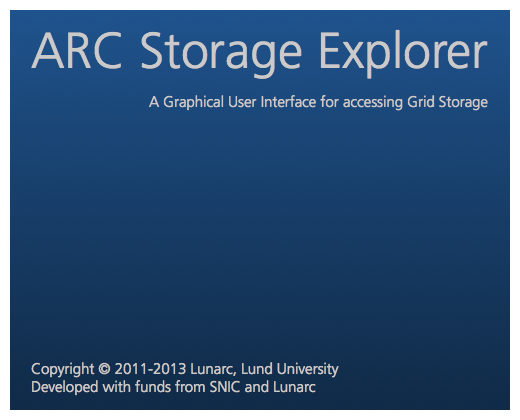 ARC Storage Explorer
A Graphical User Interface for accessing Grid Storage
Copyright © 2011-2013 Lunarc, Lund University
Developed with funds from SNIC and Lunarc